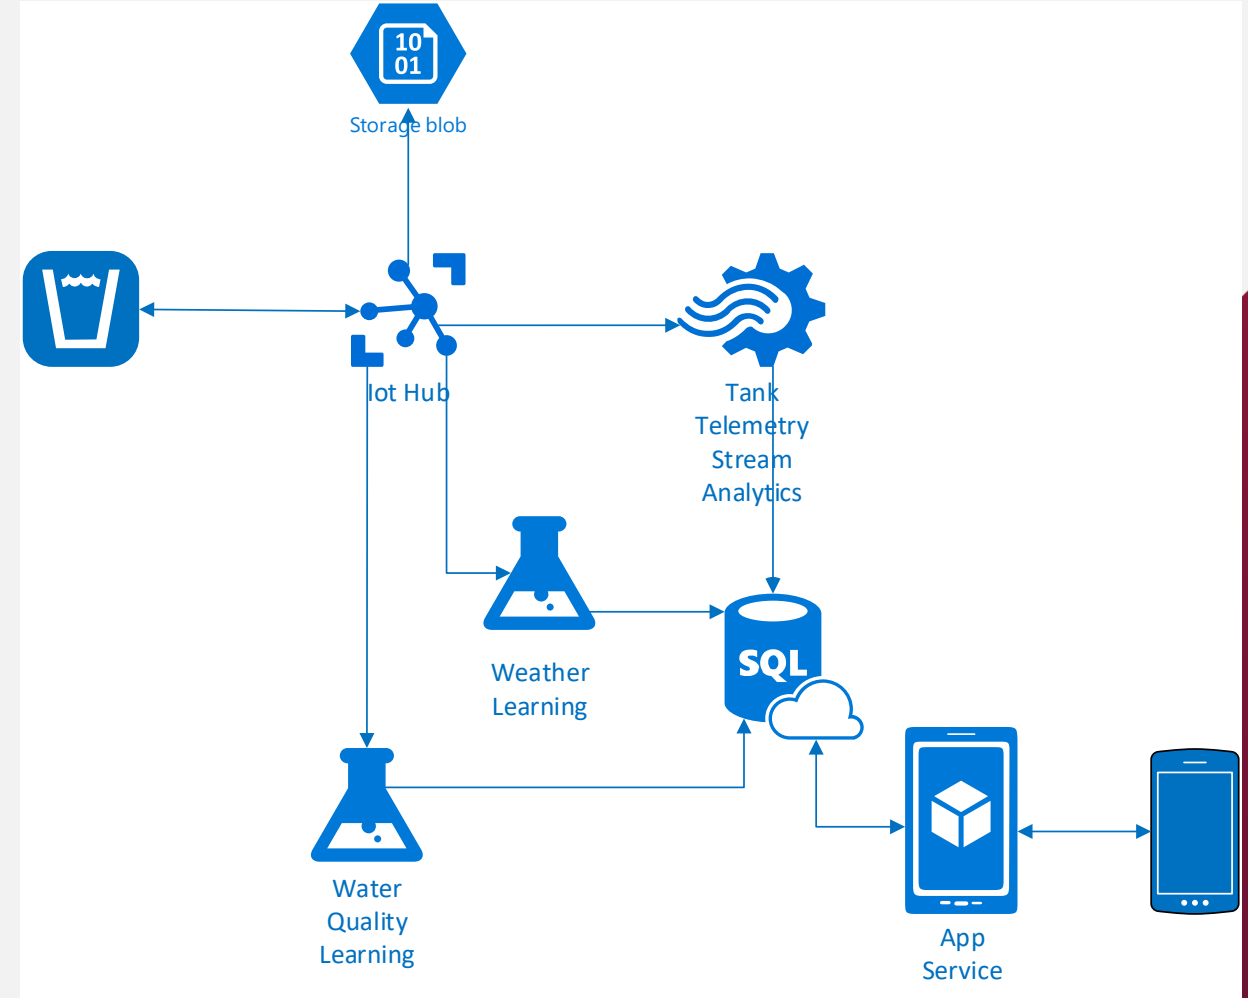 10
01
Storage blob
Iot Hub
Tank
Telemetry
Stream
Analytics
Weather
Learning
SQL
Water
Quality
Learning
App
Service